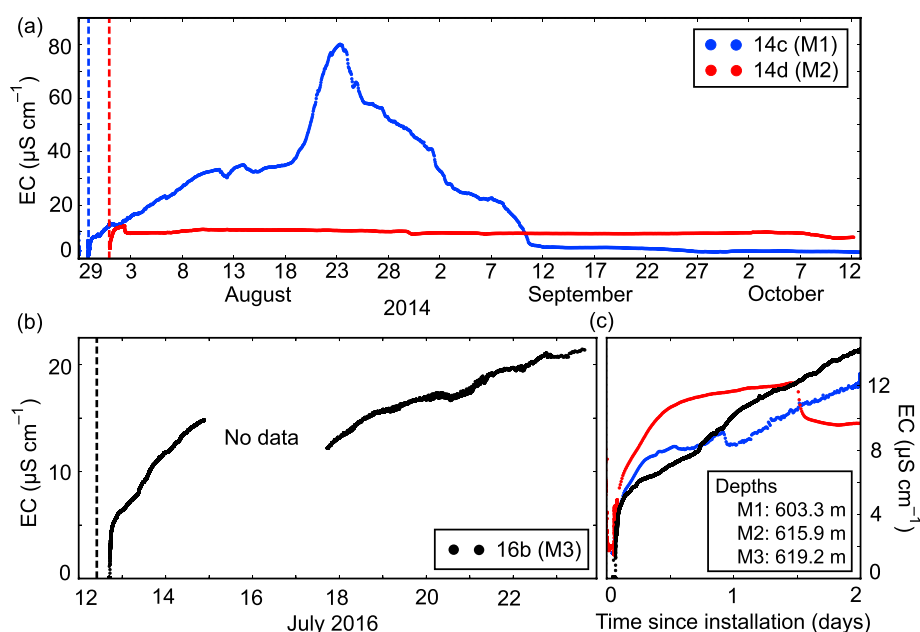 (a)
EC (µS cm⁻¹)
80
60
40
20
0
14c (M1)
14d (M2)
29 3 8 13 18 23 28 2 7 12 17 22 27 2 7 12
August September October
2014
(b)
EC (µS cm⁻¹)
20
10
0
No data
16b (M3)
12 14 16 18 20 22
July 2016
(c)
12
8
4
0
EC (µS cm⁻¹)
Depths
M1: 603.3 m
M2: 615.9 m
M3: 619.2 m
0 1 2
Time since installation (days)